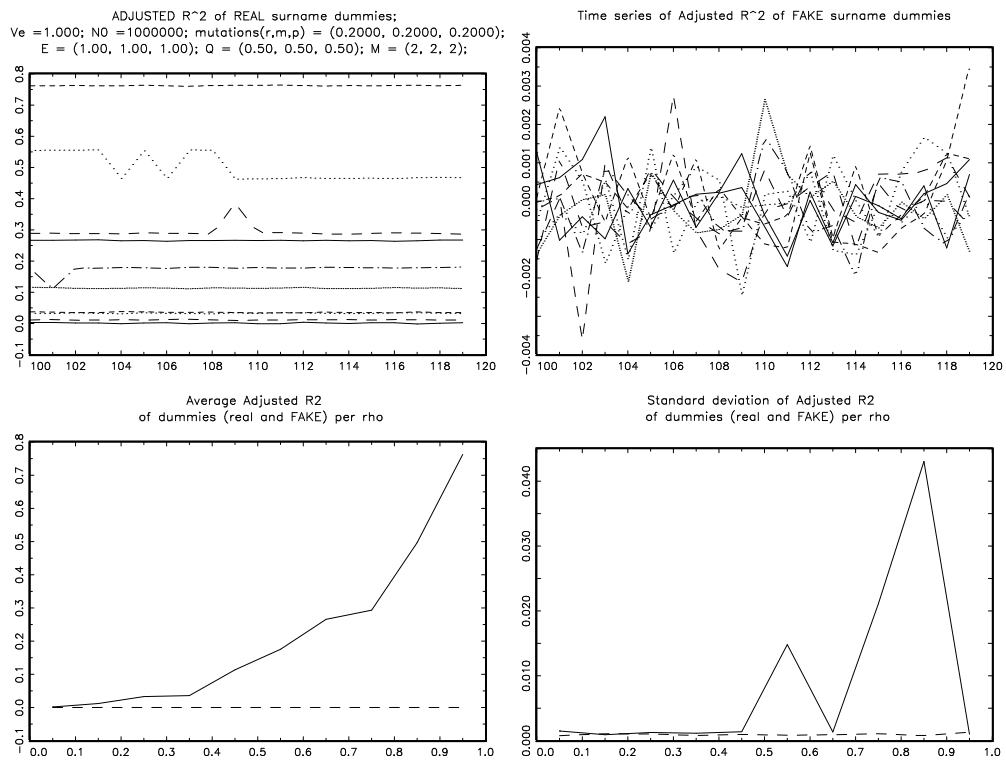 ADJUSTED R^2 of REAL surname dummies;
Ve =1.000; N0 =1000000; mutations(r,m,p) = (0.2000, 0.2000, 0.2000);
E = (1.00, 1.00, 1.00); Q = (0.50, 0.50, 0.50); M = (2, 2, 2);
0.8
0.7
0.6
0.5
0.4
0.3
0.2
0.1
0.0
−0.1
100 102 104 106 108 110 112 114 116 118 120
Time series of Adjusted R^2 of FAKE surname dummies
0.004
0.003
0.002
0.001
0.000
−0.002
−0.004
100 102 104 106 108 110 112 114 116 118 120
Average Adjusted R2
of dummies (real and FAKE) per rho
0.8
0.7
0.6
0.5
0.4
0.3
0.2
0.1
0.0
−0.1
0.0 0.1 0.2 0.3 0.4 0.5 0.6 0.7 0.8 0.9 1.0
Standard deviation of Adjusted R2
of dummies (real and FAKE) per rho
0.040
0.030
0.020
0.010
0.000
0.0 0.1 0.2 0.3 0.4 0.5 0.6 0.7 0.8 0.9 1.0